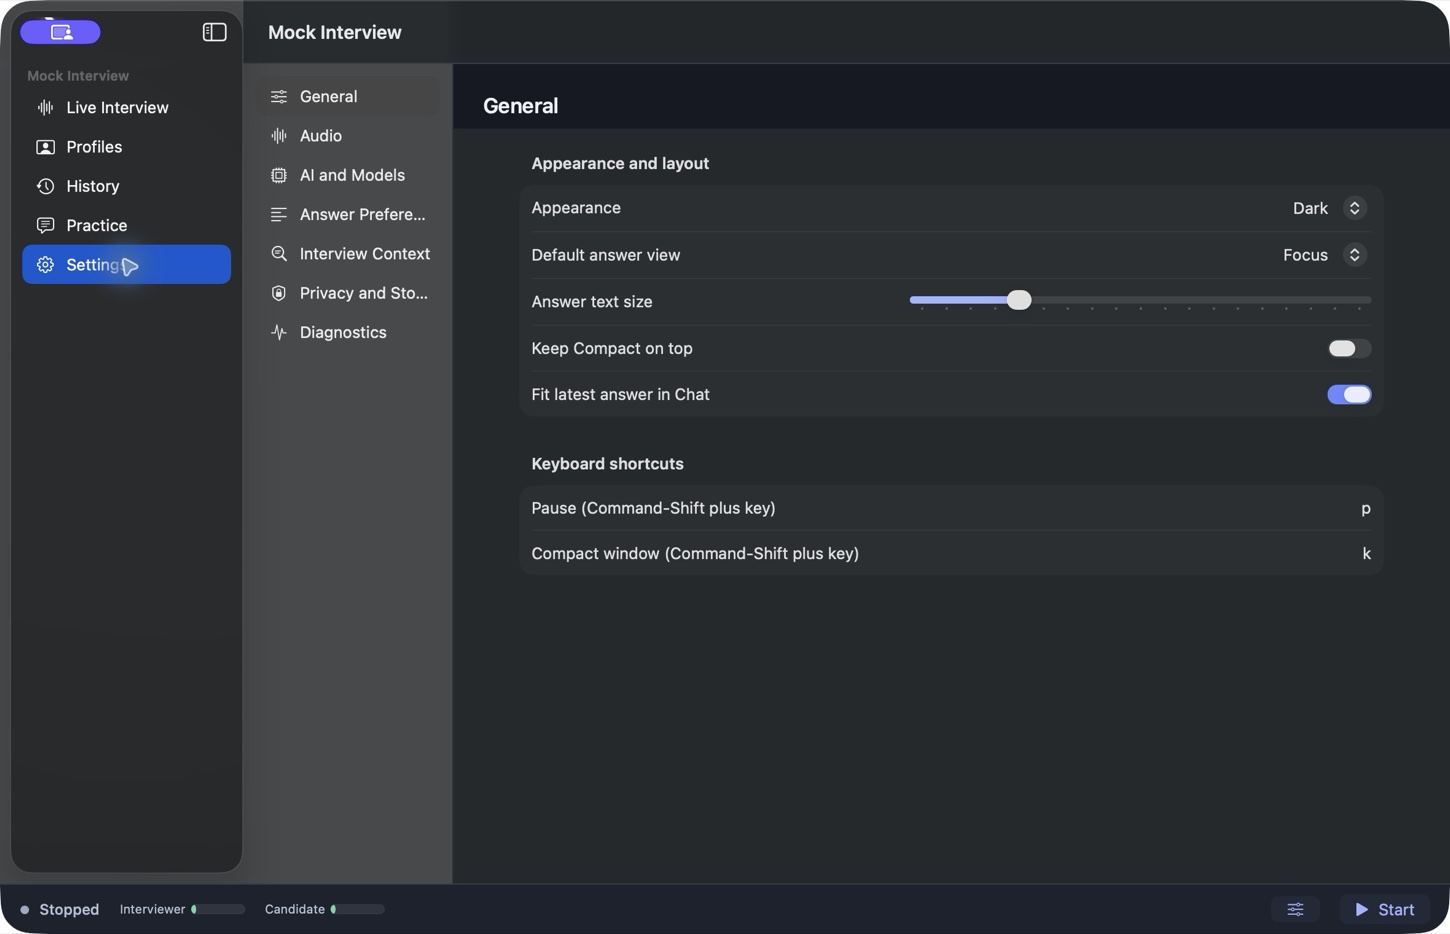 Mock Interview
Mock Interview
Live Interview
Profiles
History
Practice
Settings
General
Audio
AI and Models
Answer Prefere...
Interview Context
Privacy and Sto...
Diagnostics
General
Appearance and layout
Appearance Dark
Default answer view Focus
Answer text size
Keep Compact on top
Fit latest answer in Chat
Keyboard shortcuts
Pause (Command-Shift plus key) p
Compact window (Command-Shift plus key) k
Stopped Interviewer Candidate Start